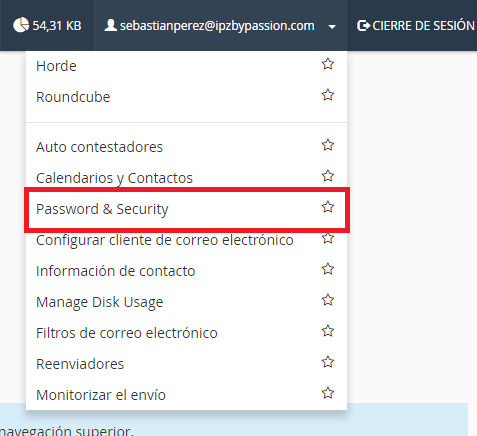 54,31 KB sebastianperez@ipzbypassion.com CIERRE DE SESIÓN
Horde
Roundcube
Auto contestadores
Calendarios y Contactos
Password & Security
Configurar cliente de correo electrónico
Información de contacto
Manage Disk Usage
Filtros de correo electrónico
Reenviadores
Monitorizar el envío
navegación superior.